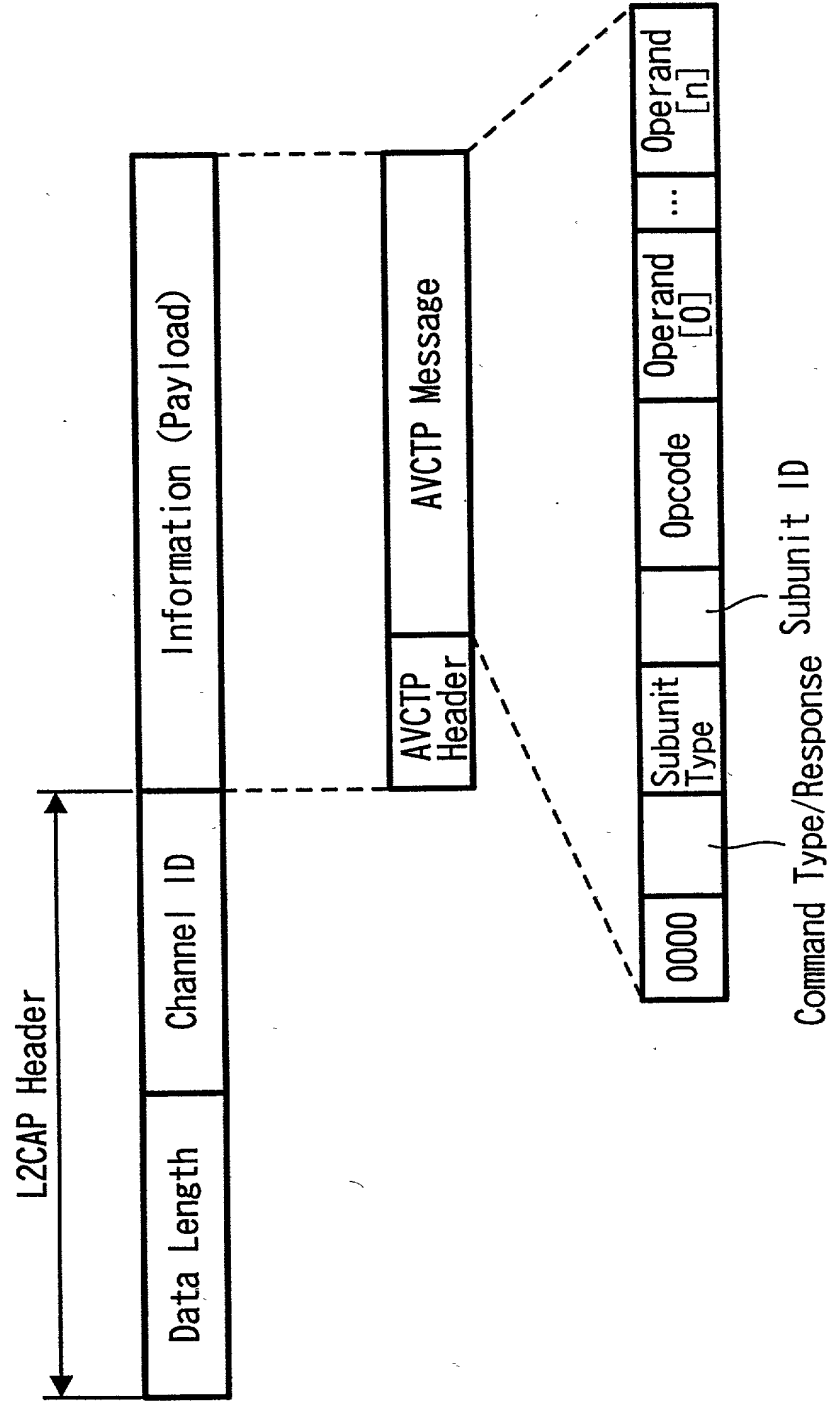 L2CAP Header
Data Length
Channel ID
Information (Payload)
AVCTP
Header
AVCTP Message
0000
Subunit
Type
Opcode
Operand
[0]
...
Operand
[n]
Command Type/Response
Subunit ID